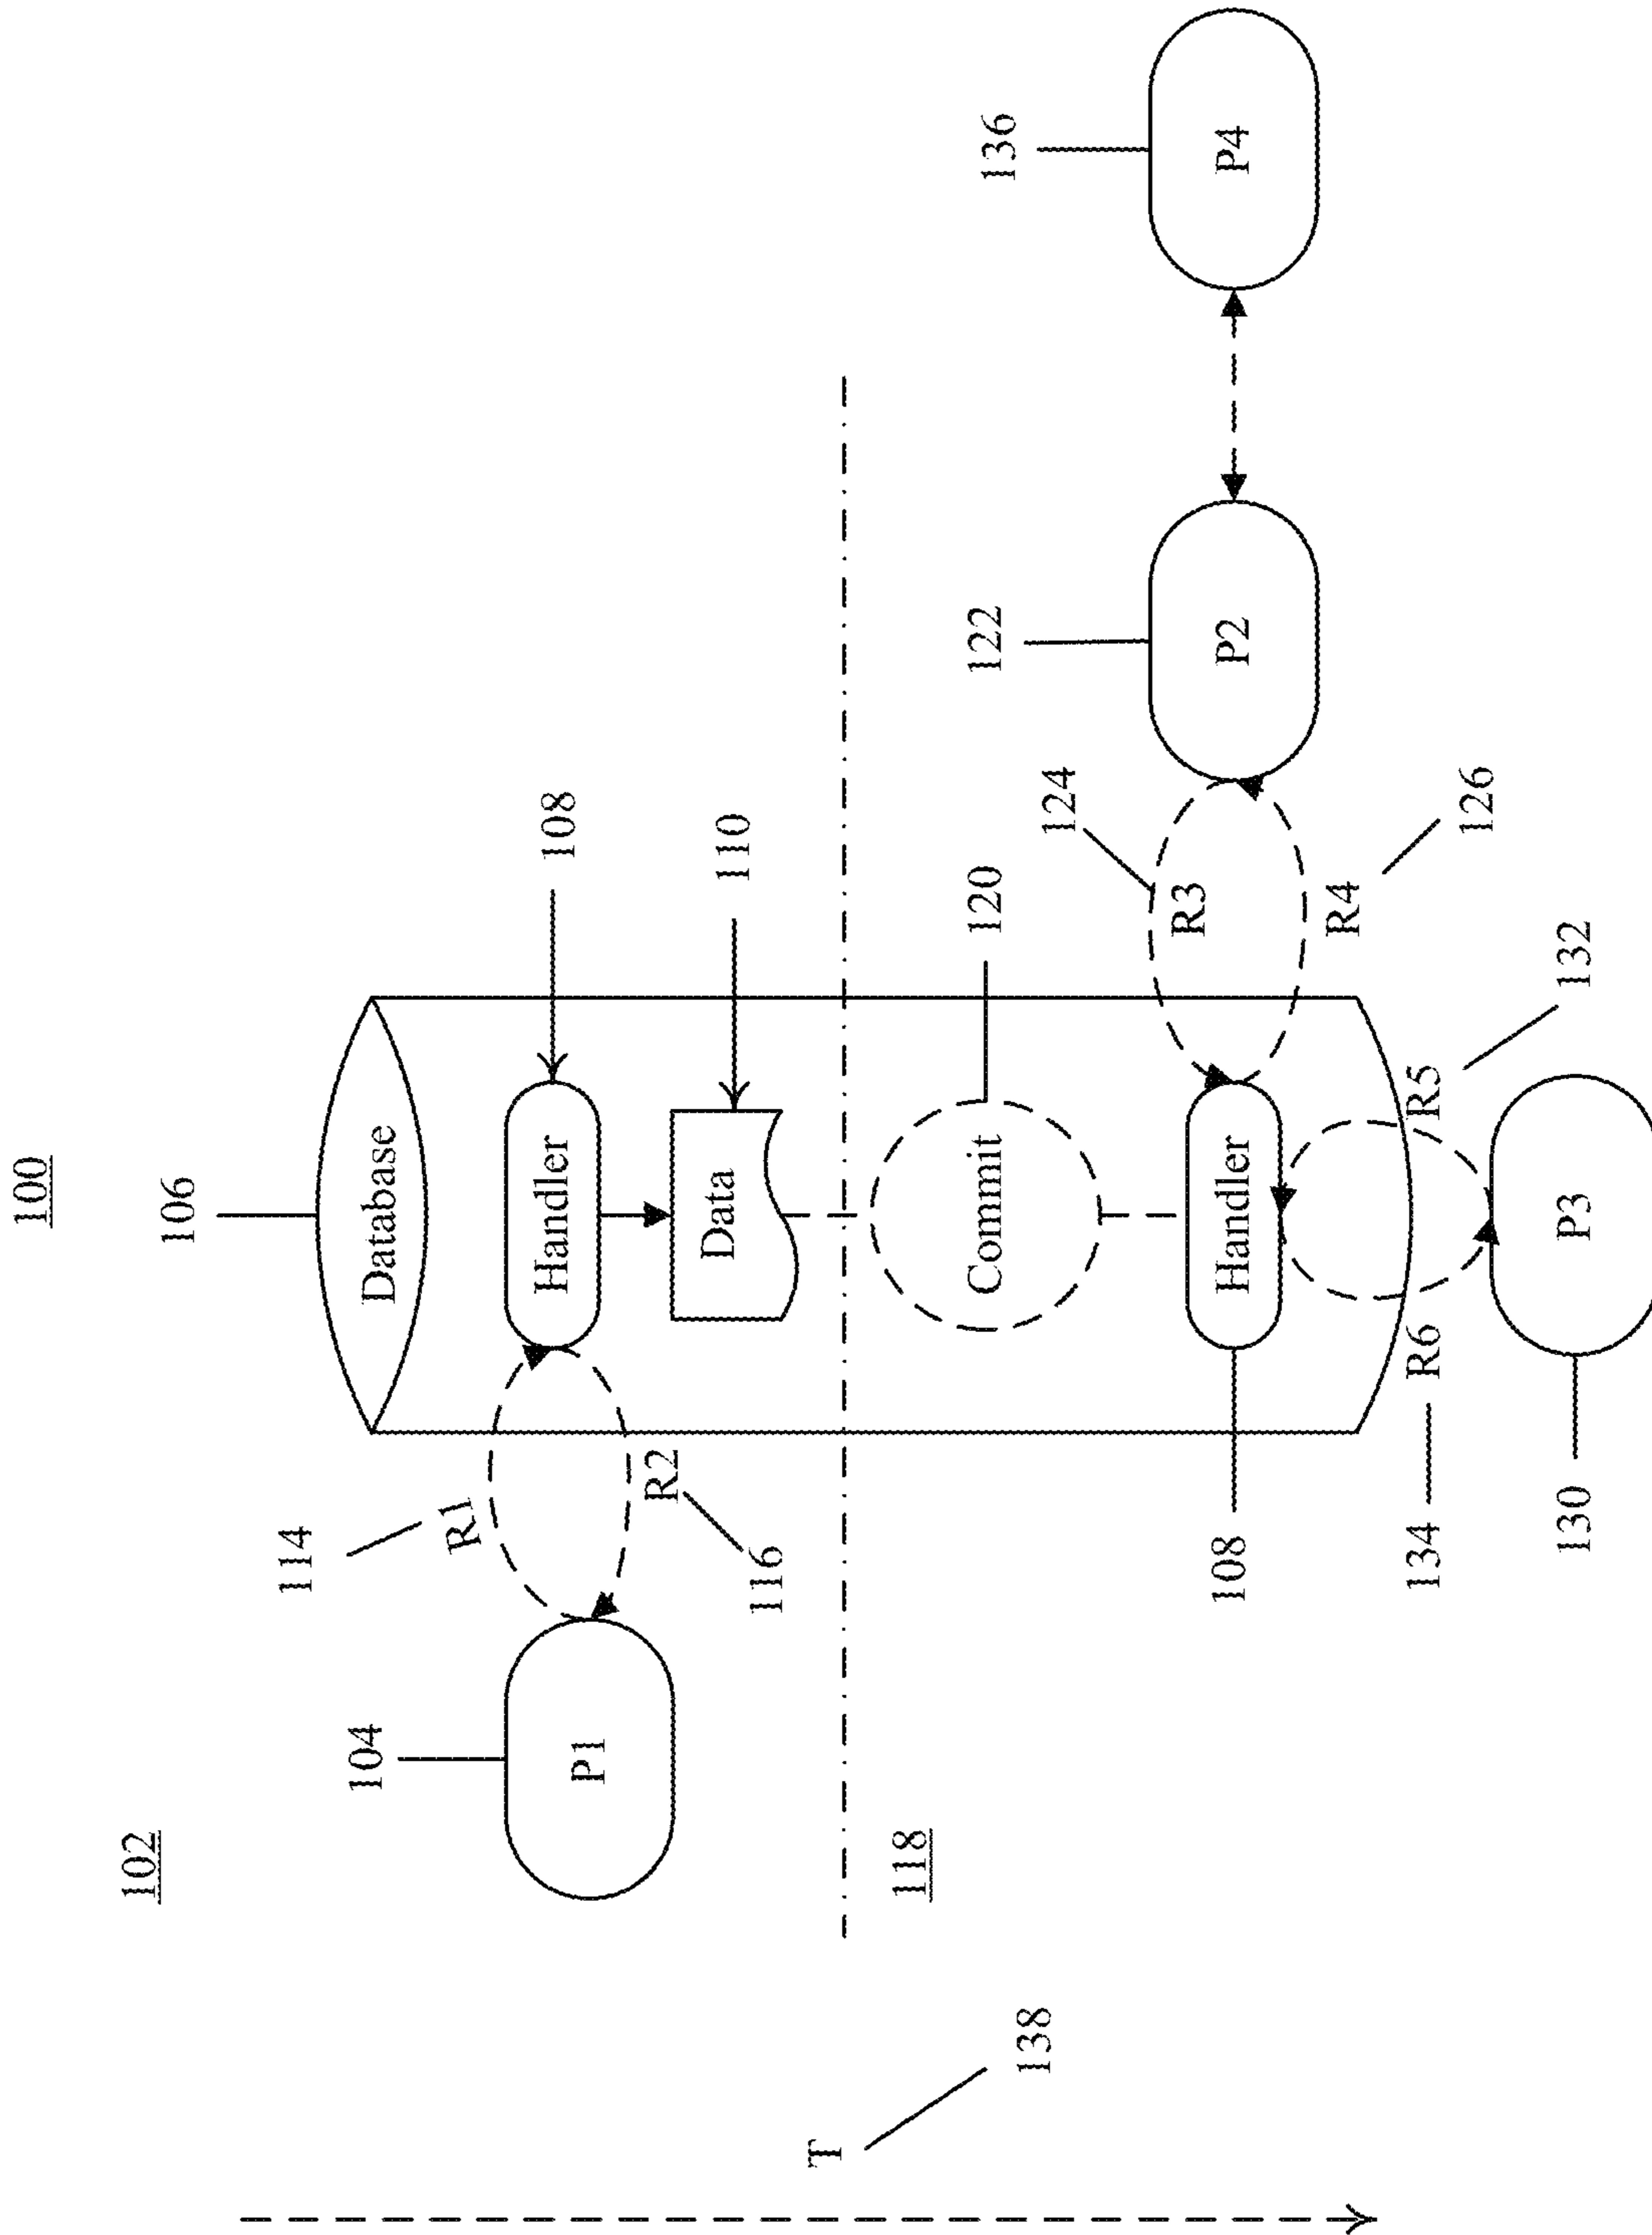 100
102
106
Database
104
P1
114
R1
R2
116
Handler
108
Data
110
118
Commit
120
108
Handler
124
R3
R4
126
122
P2
136
P4
R5
132
R6
134
P3
130
T
138